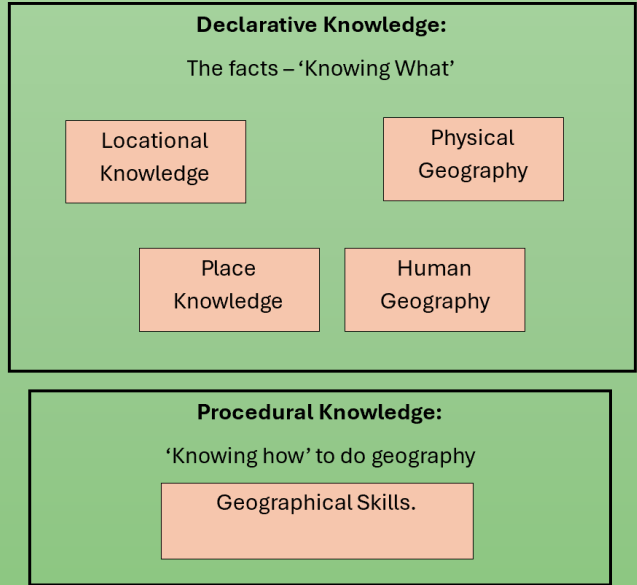 Declarative Knowledge:
The facts – ‘Knowing What’
Locational
Knowledge
Physical
Geography
Place
Knowledge
Human
Geography
Procedural Knowledge:
‘Knowing how’ to do geography
Geographical Skills.